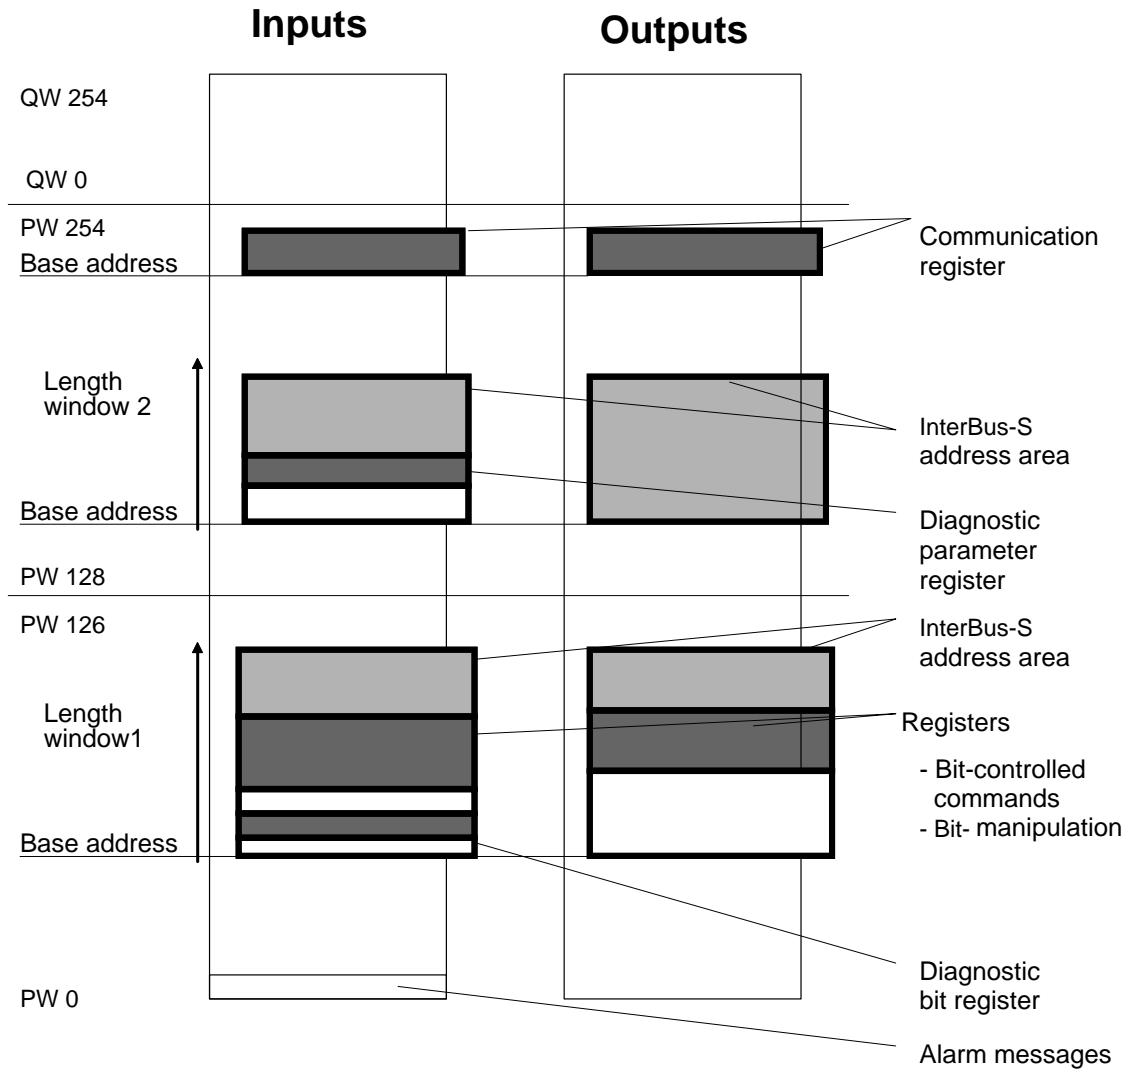 Inputs
Outputs
QW 254
QW 0
PW 254
Base address
Communication
register
Length
window 2
InterBus-S
address area
Base address
Diagnostic
parameter
register
PW 128
PW 126
InterBus-S
address area
Length
window1
Registers
- Bit-controlled
commands
- Bit- manipulation
Base address
Diagnostic
bit register
PW 0
Alarm messages